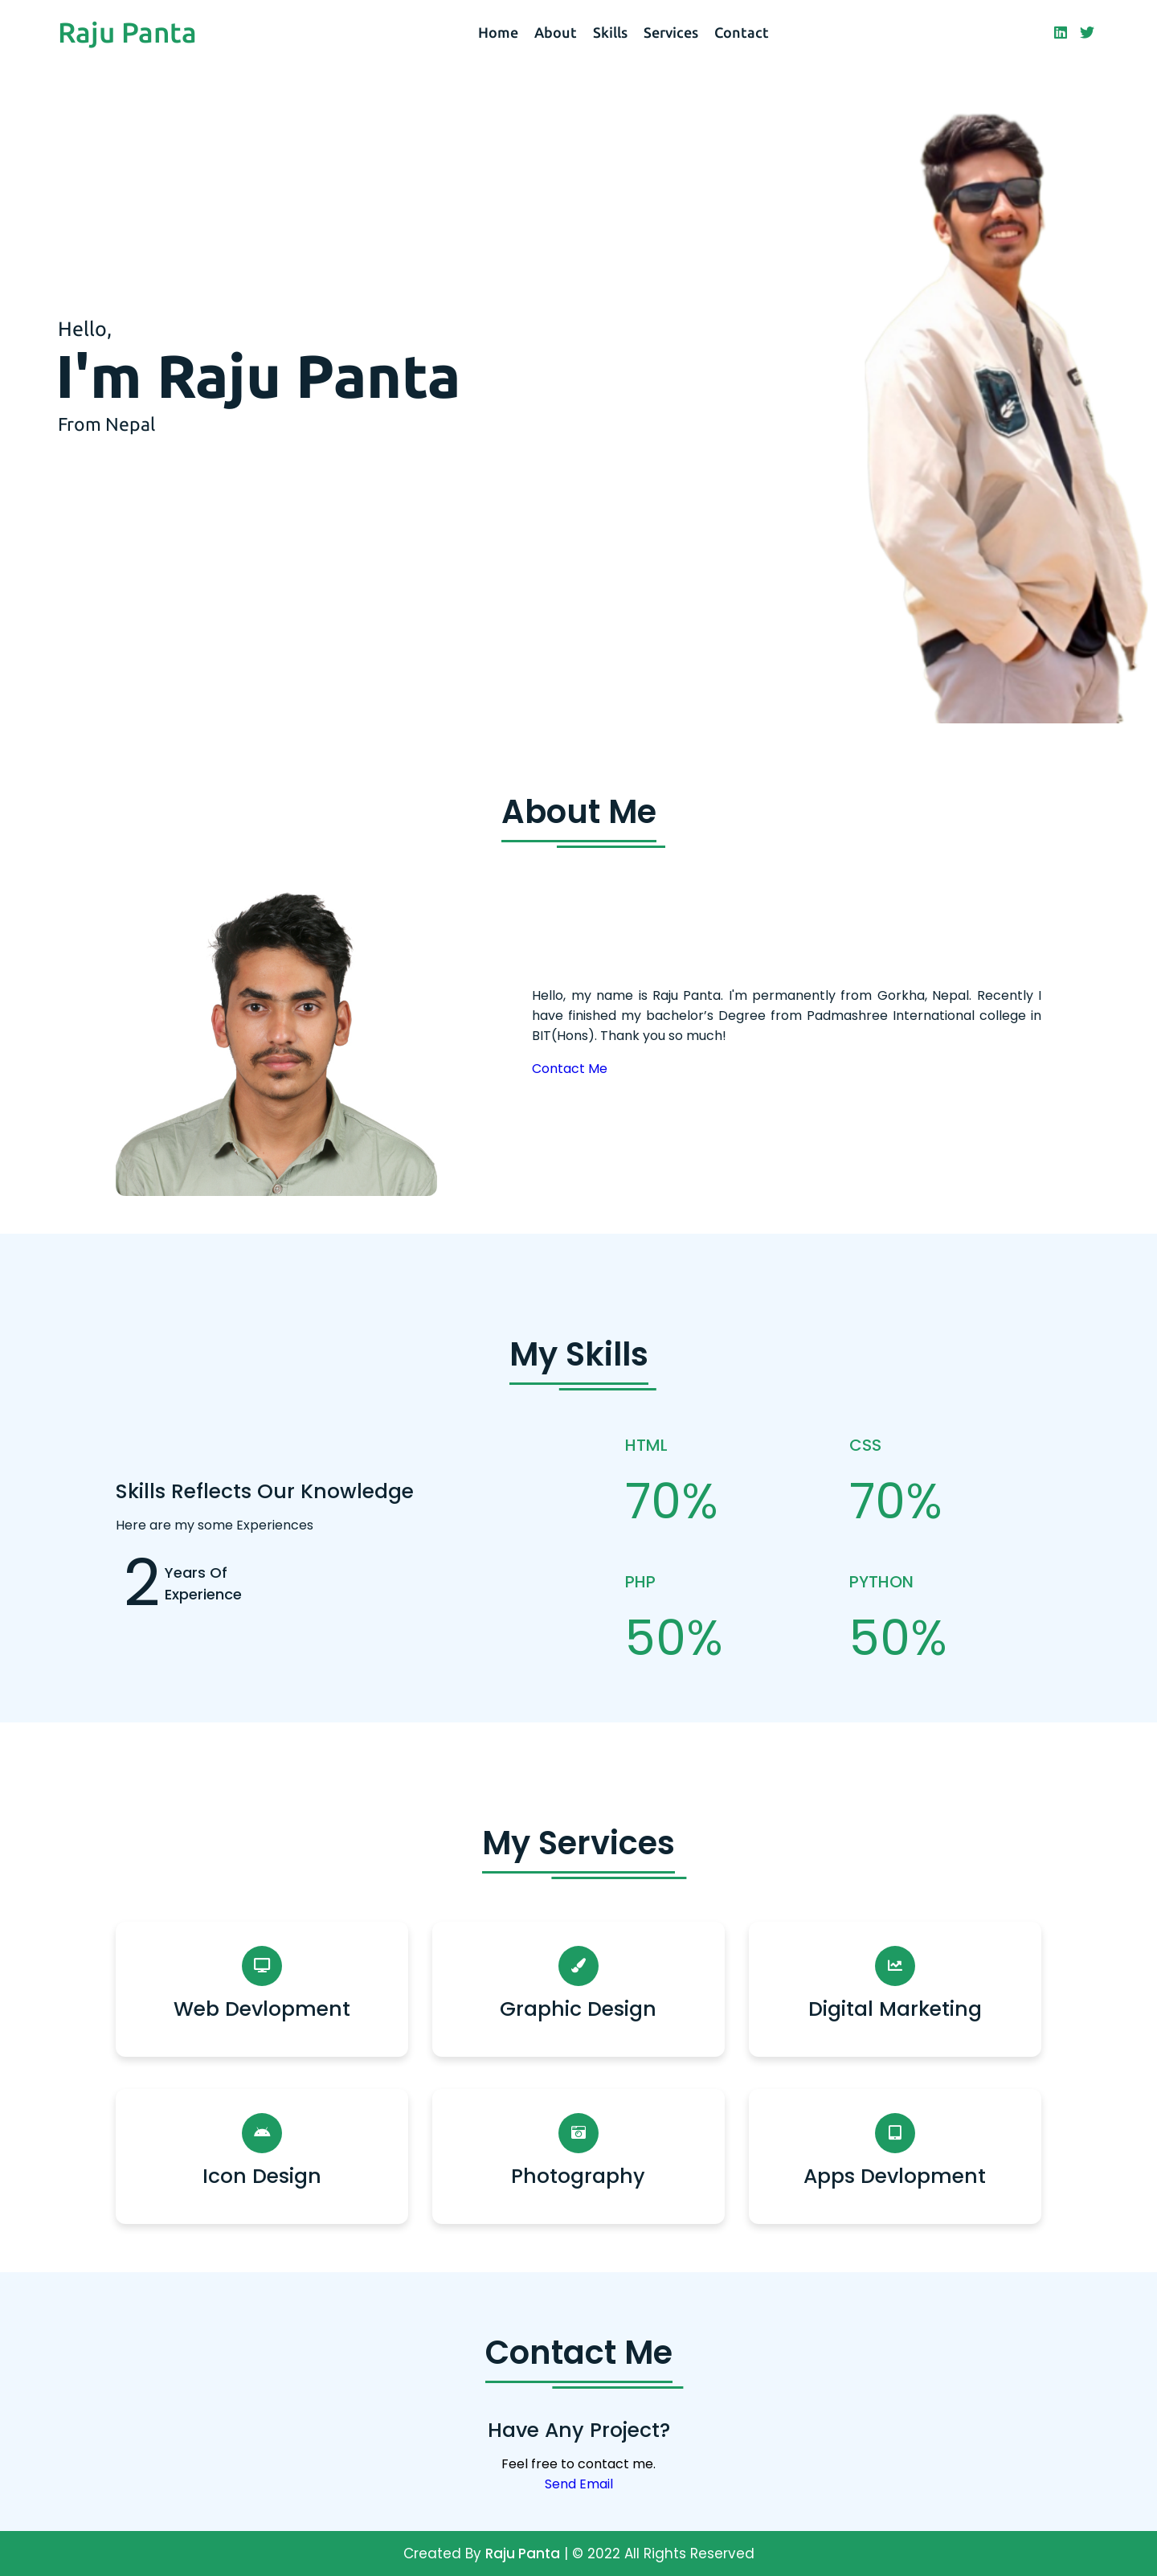 Raju Panta
Home About Skills Services Contact
Hello,
I'm Raju Panta
From Nepal
About Me
Hello, my name is Raju Panta. I'm permanently from Gorkha, Nepal. Recently I
have finished my bachelor’s Degree from Padmashree International college in
BIT(Hons). Thank you so much!
Contact Me
My Skills
Skills Reflects Our Knowledge
Here are my some Experiences
2
Years Of
Experience
HTML
70%
CSS
70%
PHP
50%
PYTHON
50%
My Services
Web Devlopment
Graphic Design
Digital Marketing
Icon Design
Photography
Apps Devlopment
Contact Me
Have Any Project?
Feel free to contact me.
Send Email
Created By Raju Panta | © 2022 All Rights Reserved